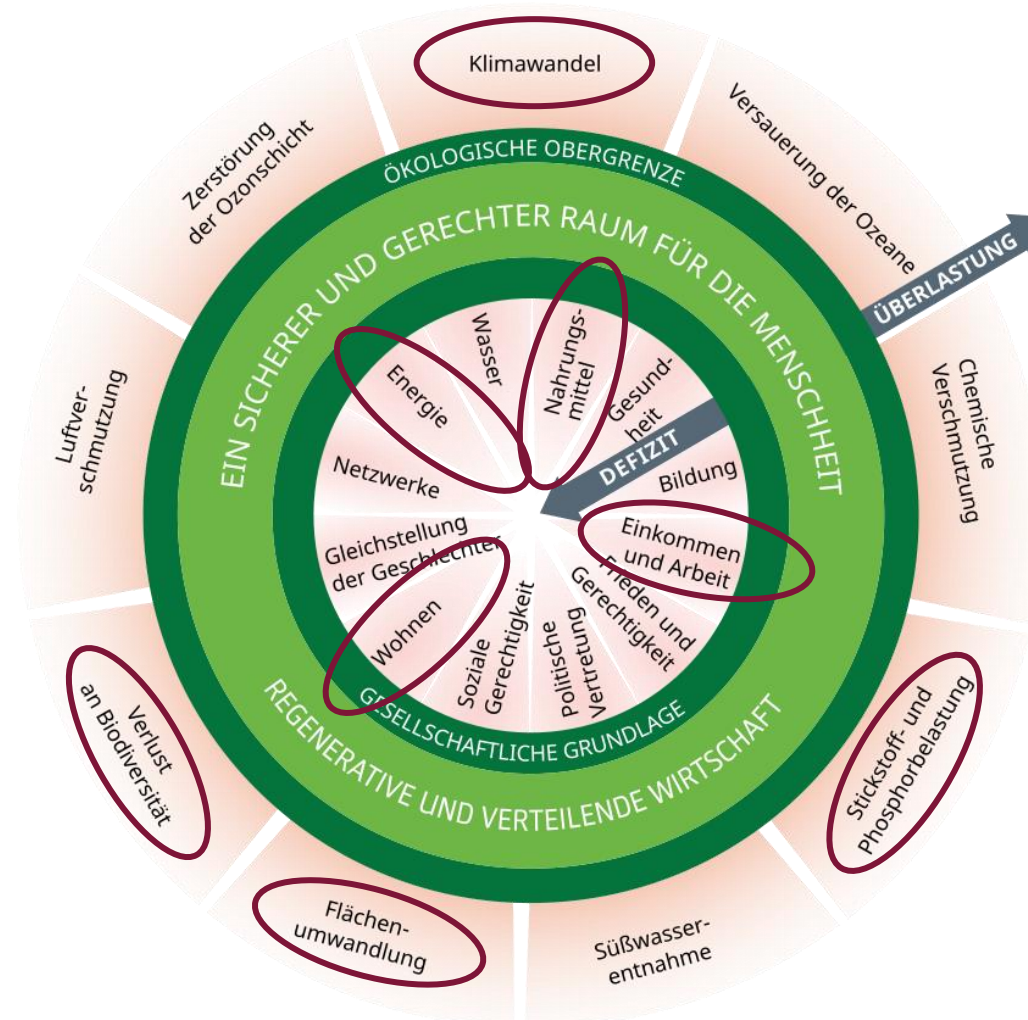 Klimawandel
Versauerung der Ozeane
Zerstörung
der Ozonschicht
ÖKOLOGISCHE OBERGRENZE
EIN SICHERER UND GERECHTER RAUM FÜR DIE MENSCHHEIT
ÜBERLASTUNG
Luftver-
schmutzung
Chemische
Verschmutzung
Wasser
Nahrungs-
mittel
Gesund-
heit
Energie
DEFIZIT
Bildung
Netzwerke
Einkommen
und Arbeit
Gleichstellung
der Geschlechter
Frieden und
Gerechtigkeit
Wohnen
Soziale
Gerechtigkeit
Politische
Vertretung
GESELLSCHAFTLICHE GRUNDLAGE
REGENERATIVE UND VERTEILENDE WIRTSCHAFT
Verlust
an Biodiversität
Stickstoff- und
Phosphorbelastung
Flächen-
umwandlung
Süßwasser-
entnahme